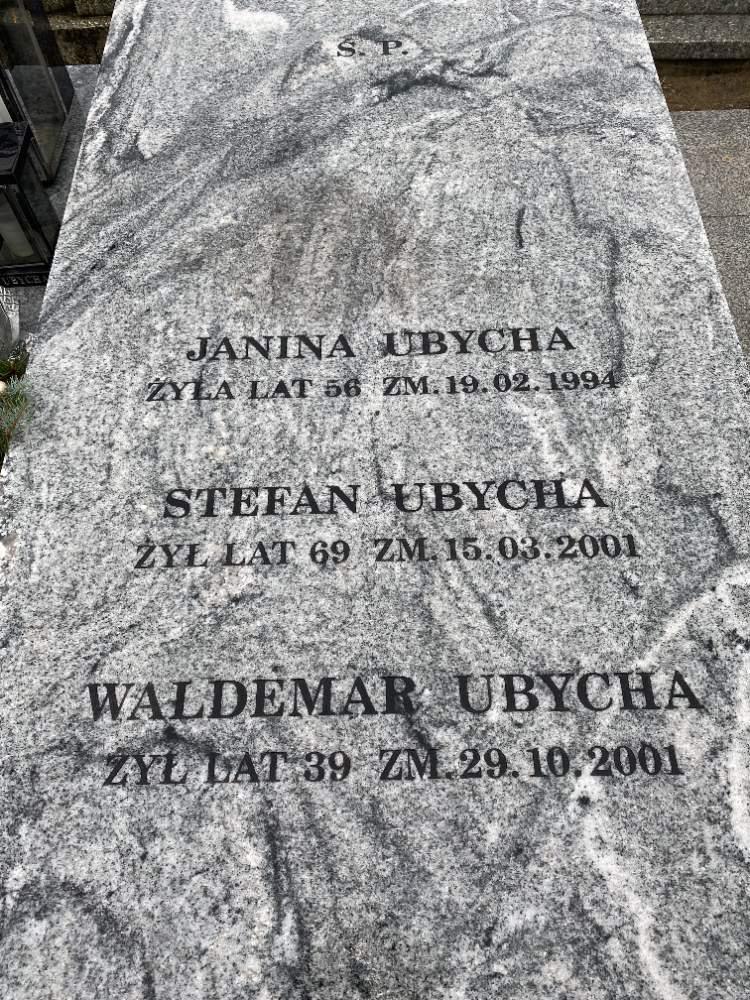 Ś. P.
JANINA UBYCHA
ŻYŁA LAT 56 ZM. 19.02.1994
STEFAN UBYCHA
ŻYŁ LAT 69 ZM. 15.03.2001
WALDEMAR UBYCHA
ŻYŁ LAT 39 ZM. 29.10.2001